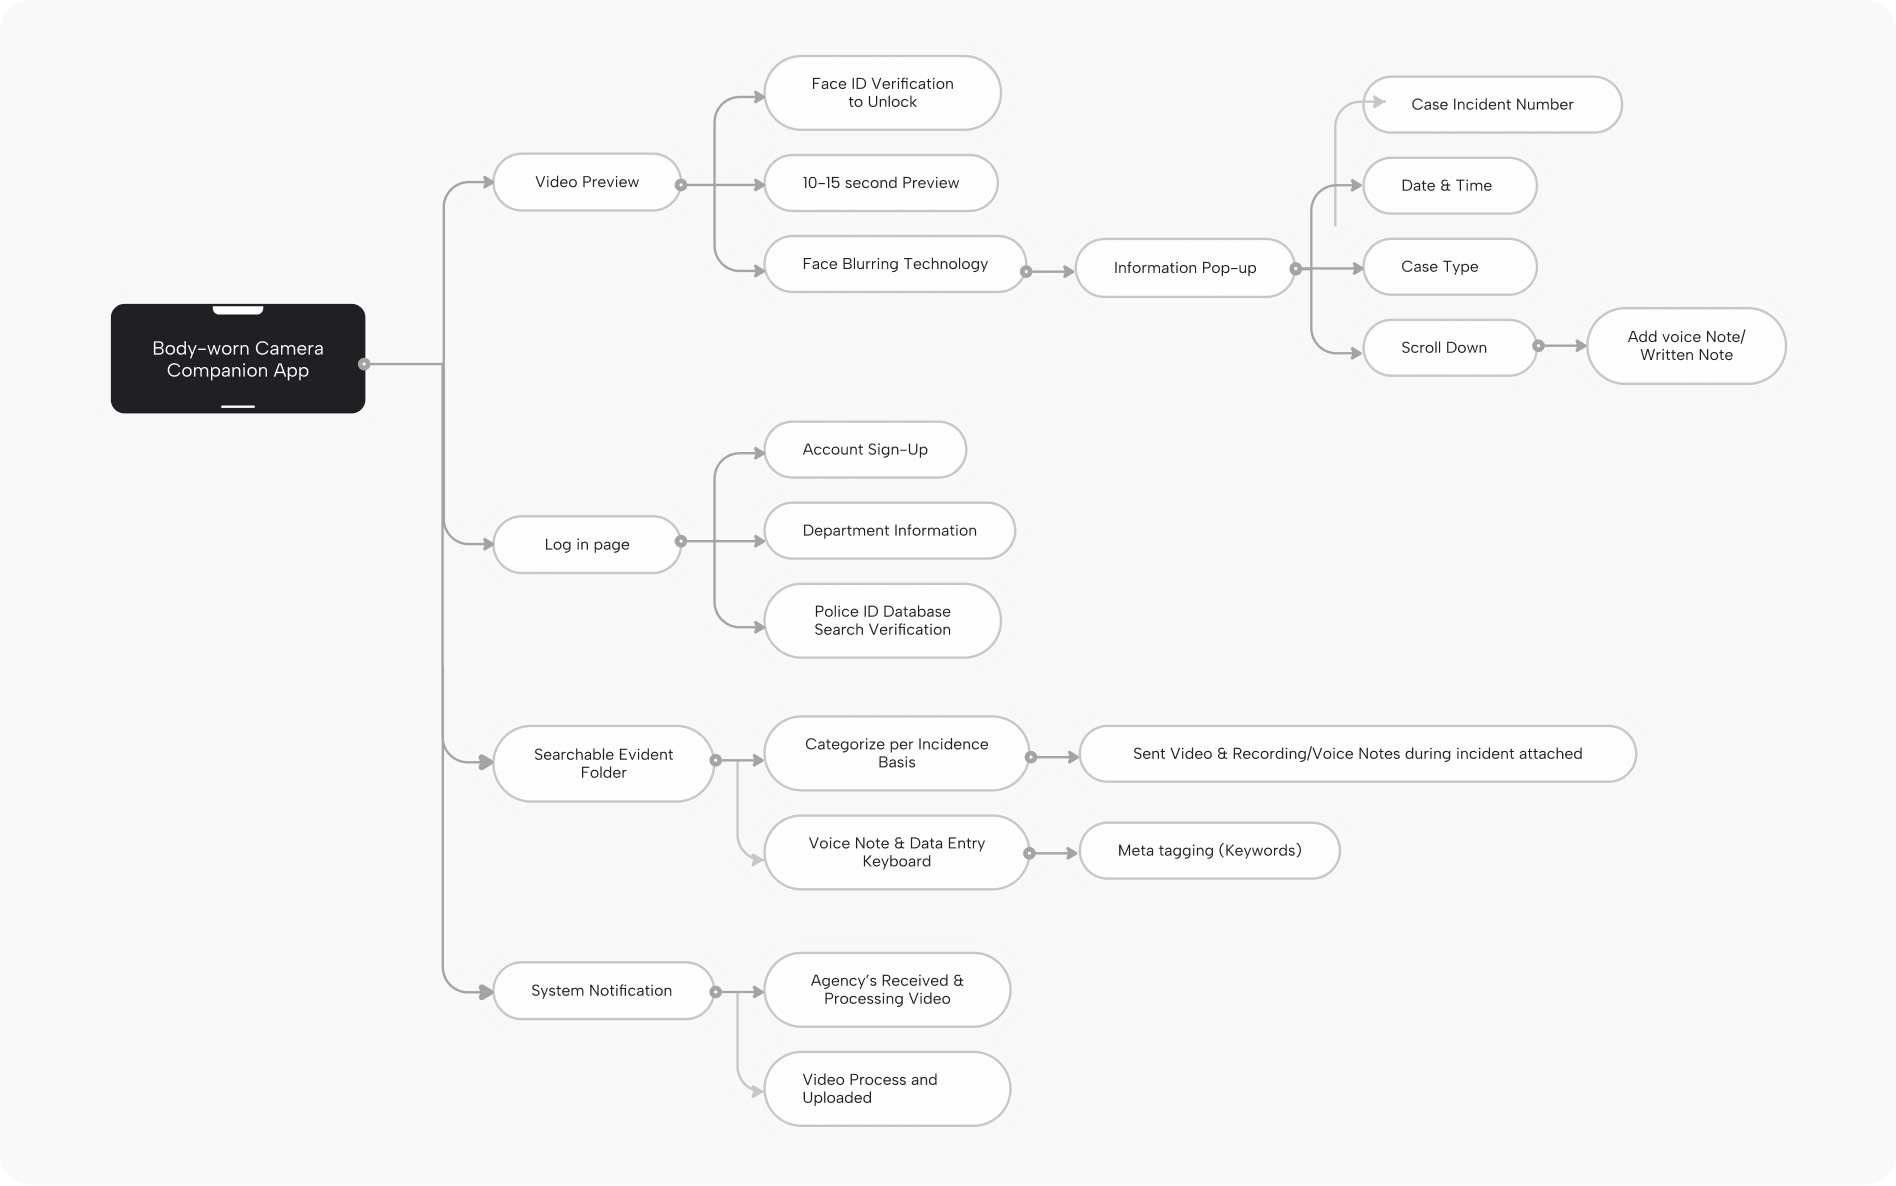 Body-worn Camera
Companion App
Video Preview
Face ID Verification
to Unlock
10-15 second Preview
Face Blurring Technology
Information Pop-up
Case Incident Number
Date & Time
Case Type
Scroll Down
Add voice Note/
Written Note
Log in page
Account Sign-Up
Department Information
Police ID Database
Search Verification
Searchable Evident
Folder
Categorize per Incidence
Basis
Sent Video & Recording/Voice Notes during incident attached
Voice Note & Data Entry
Keyboard
Meta tagging (Keywords)
System Notification
Agency's Received &
Processing Video
Video Process and
Uploaded